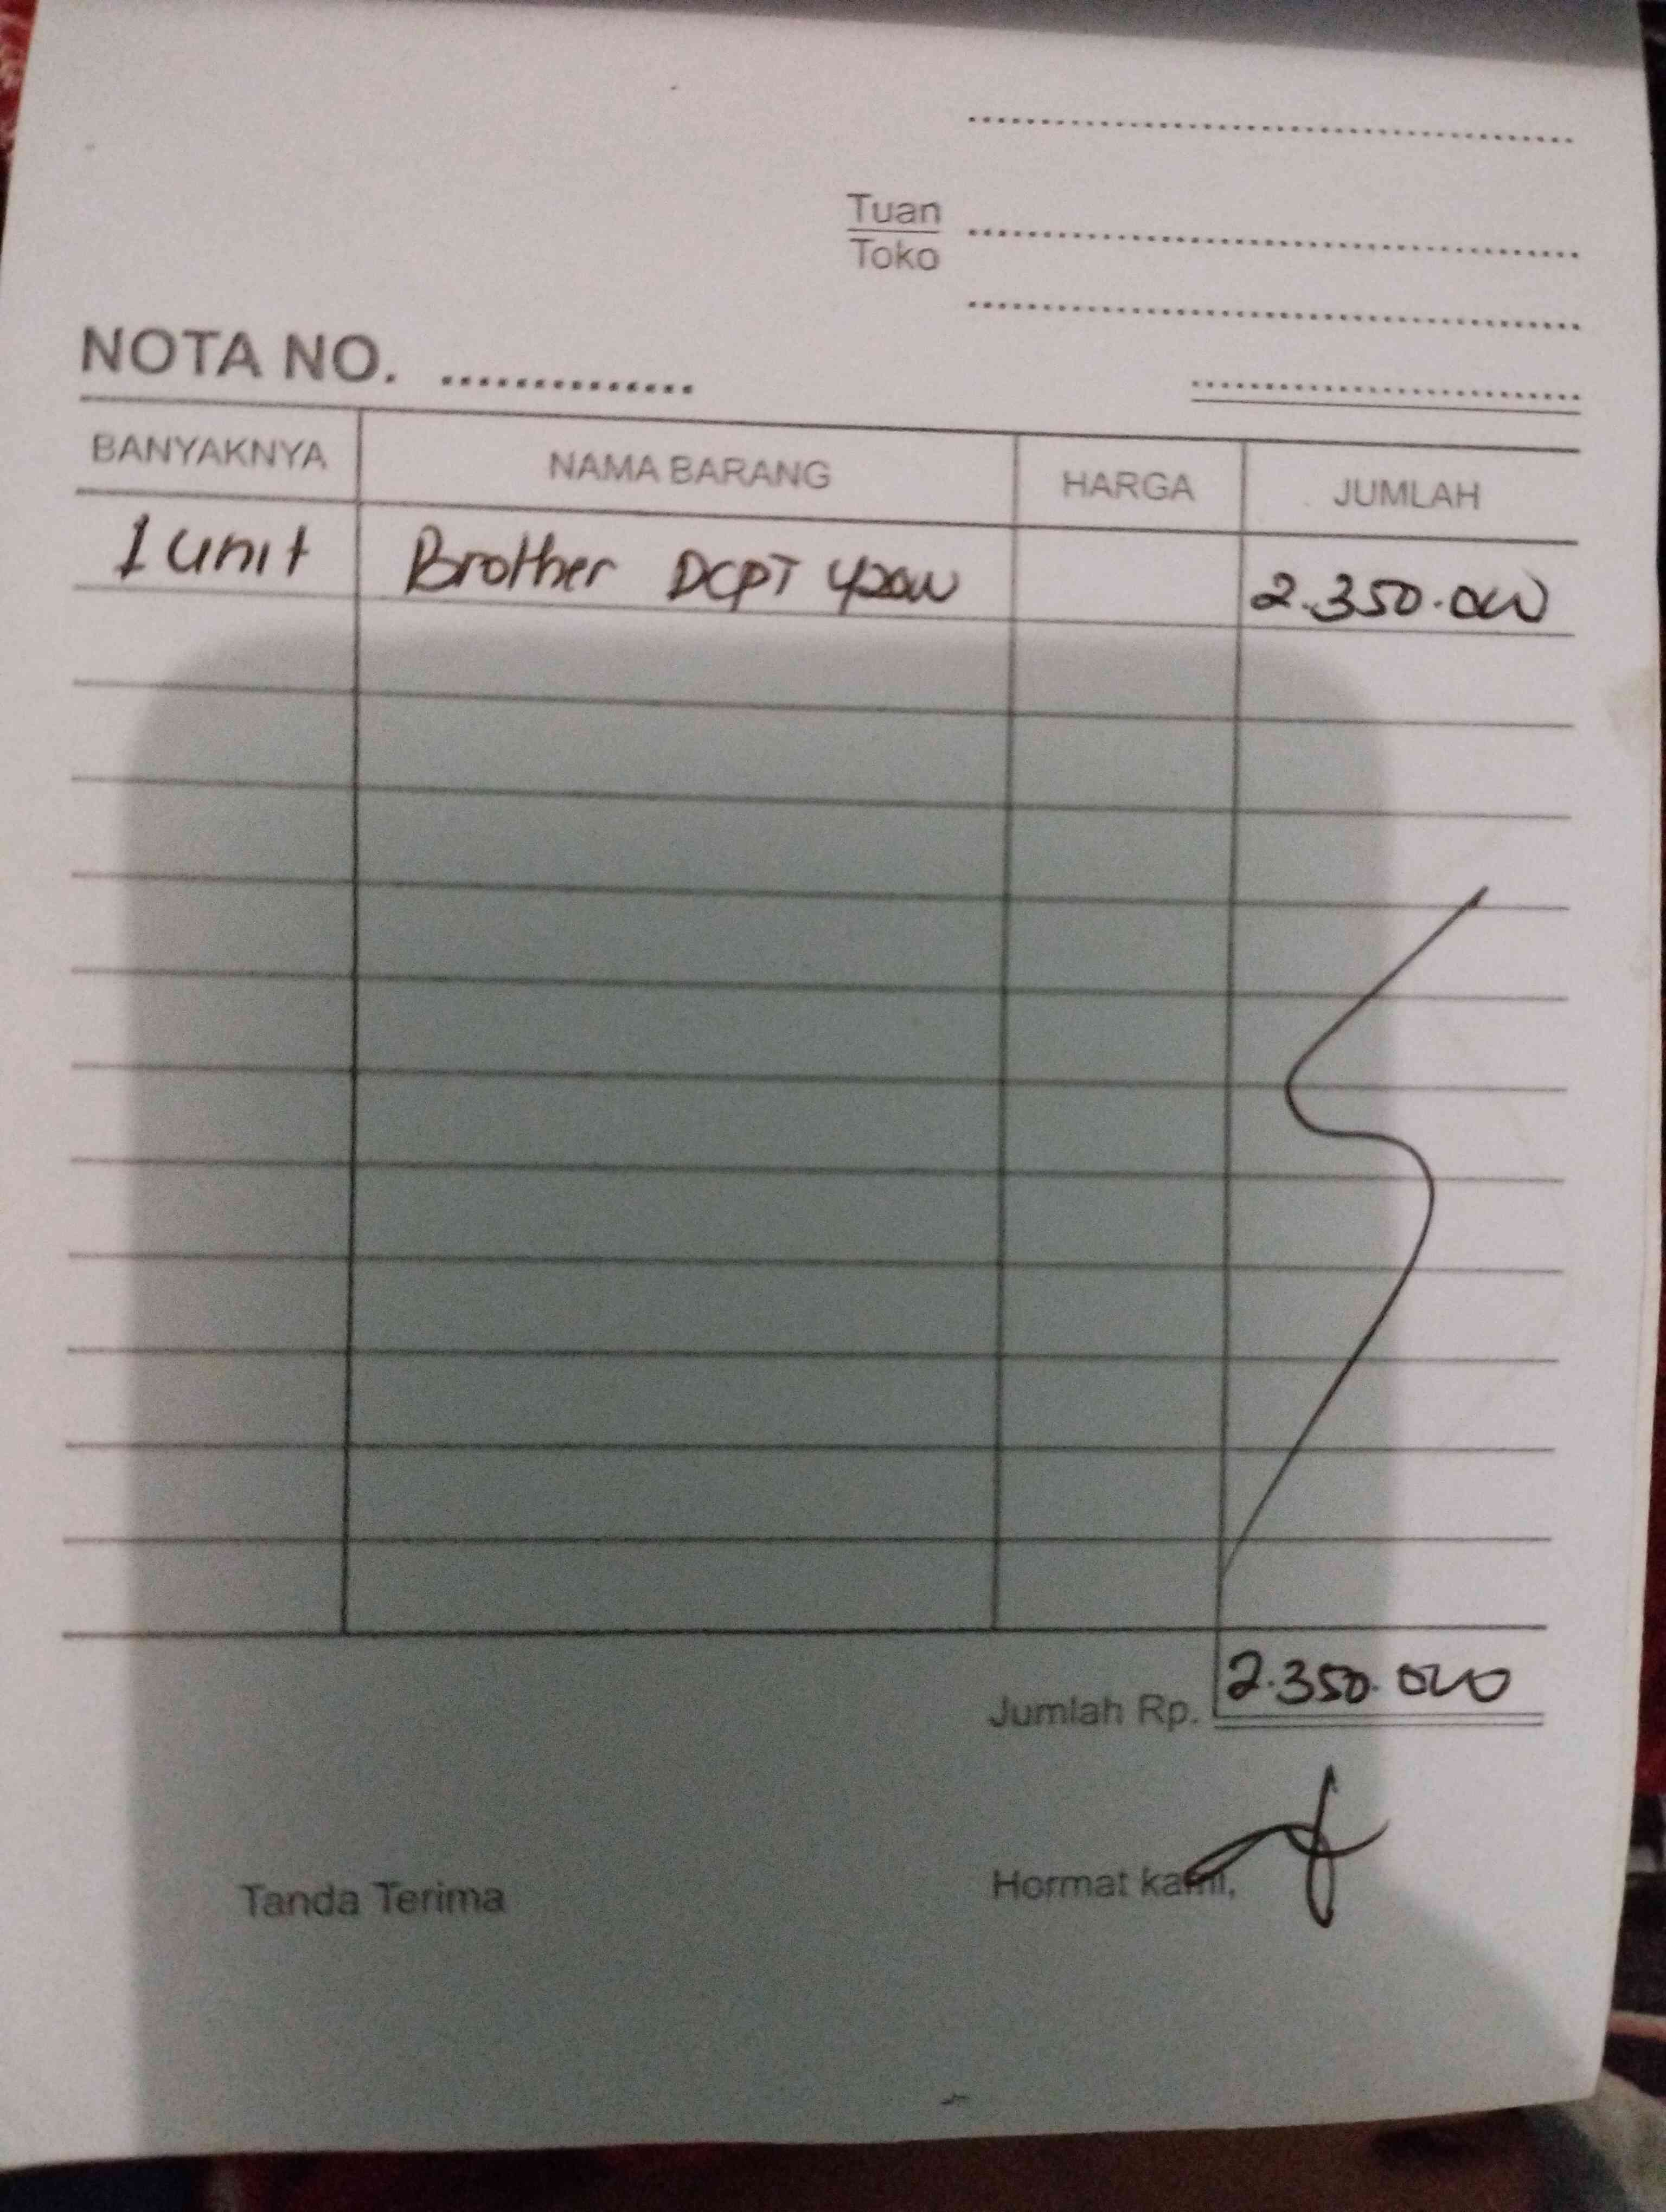 Tuan
Toko
NOTA NO. ..............
BANYAKNYA NAMA BARANG HARGA JUMLAH
1 unit Brother DCPT 420W 2.350.000
Jumlah Rp. 2.350.000
Tanda Terima Hormat kami,